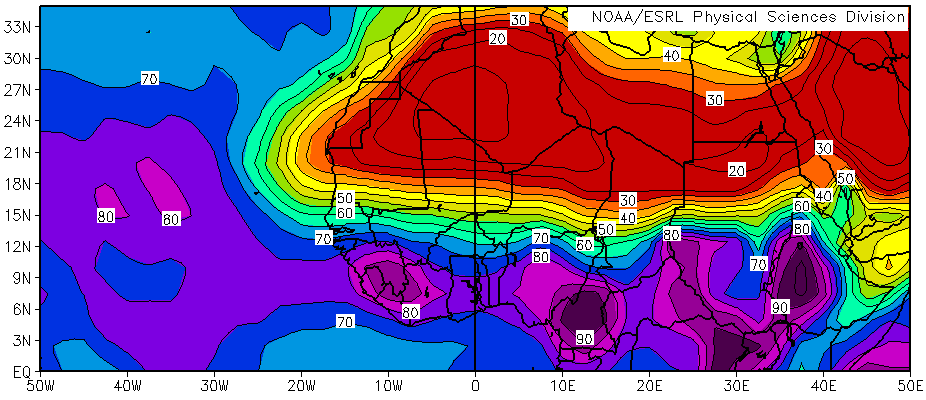 NOAA/ESRL Physical Sciences Division
33N 30
20
30N 40
70
27N 30
24N
21N 30
20
18N 50
50 30 40
15N 80 80 60 40 60
70 70 60 50 80 80
12N
80 70
9N
6N 80 90
70
3N 90
EQ
50W 40W 30W 20W 10W 0 10E 20E 30E 40E 50E